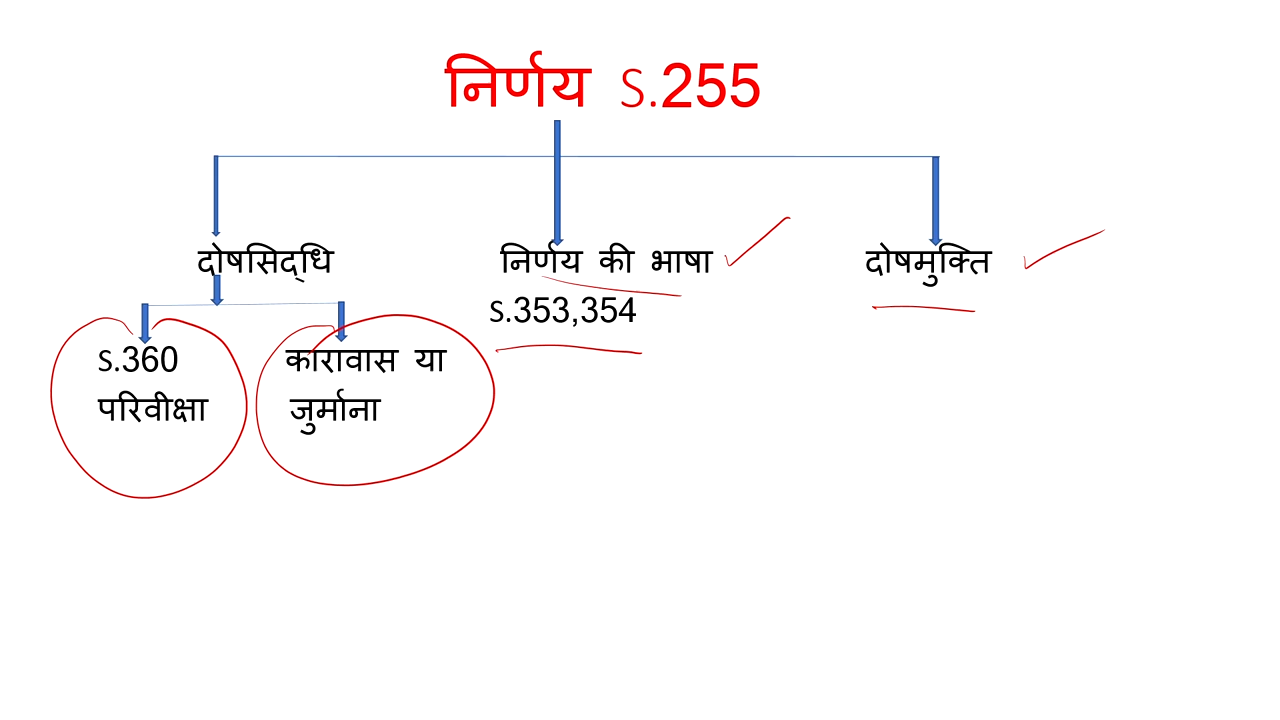 निर्णय S.255
दोषसिद्धि निर्णय की भाषा दोषमुक्ति
S.353,354
S.360 कारावास या
परिवीक्षा जुर्माना